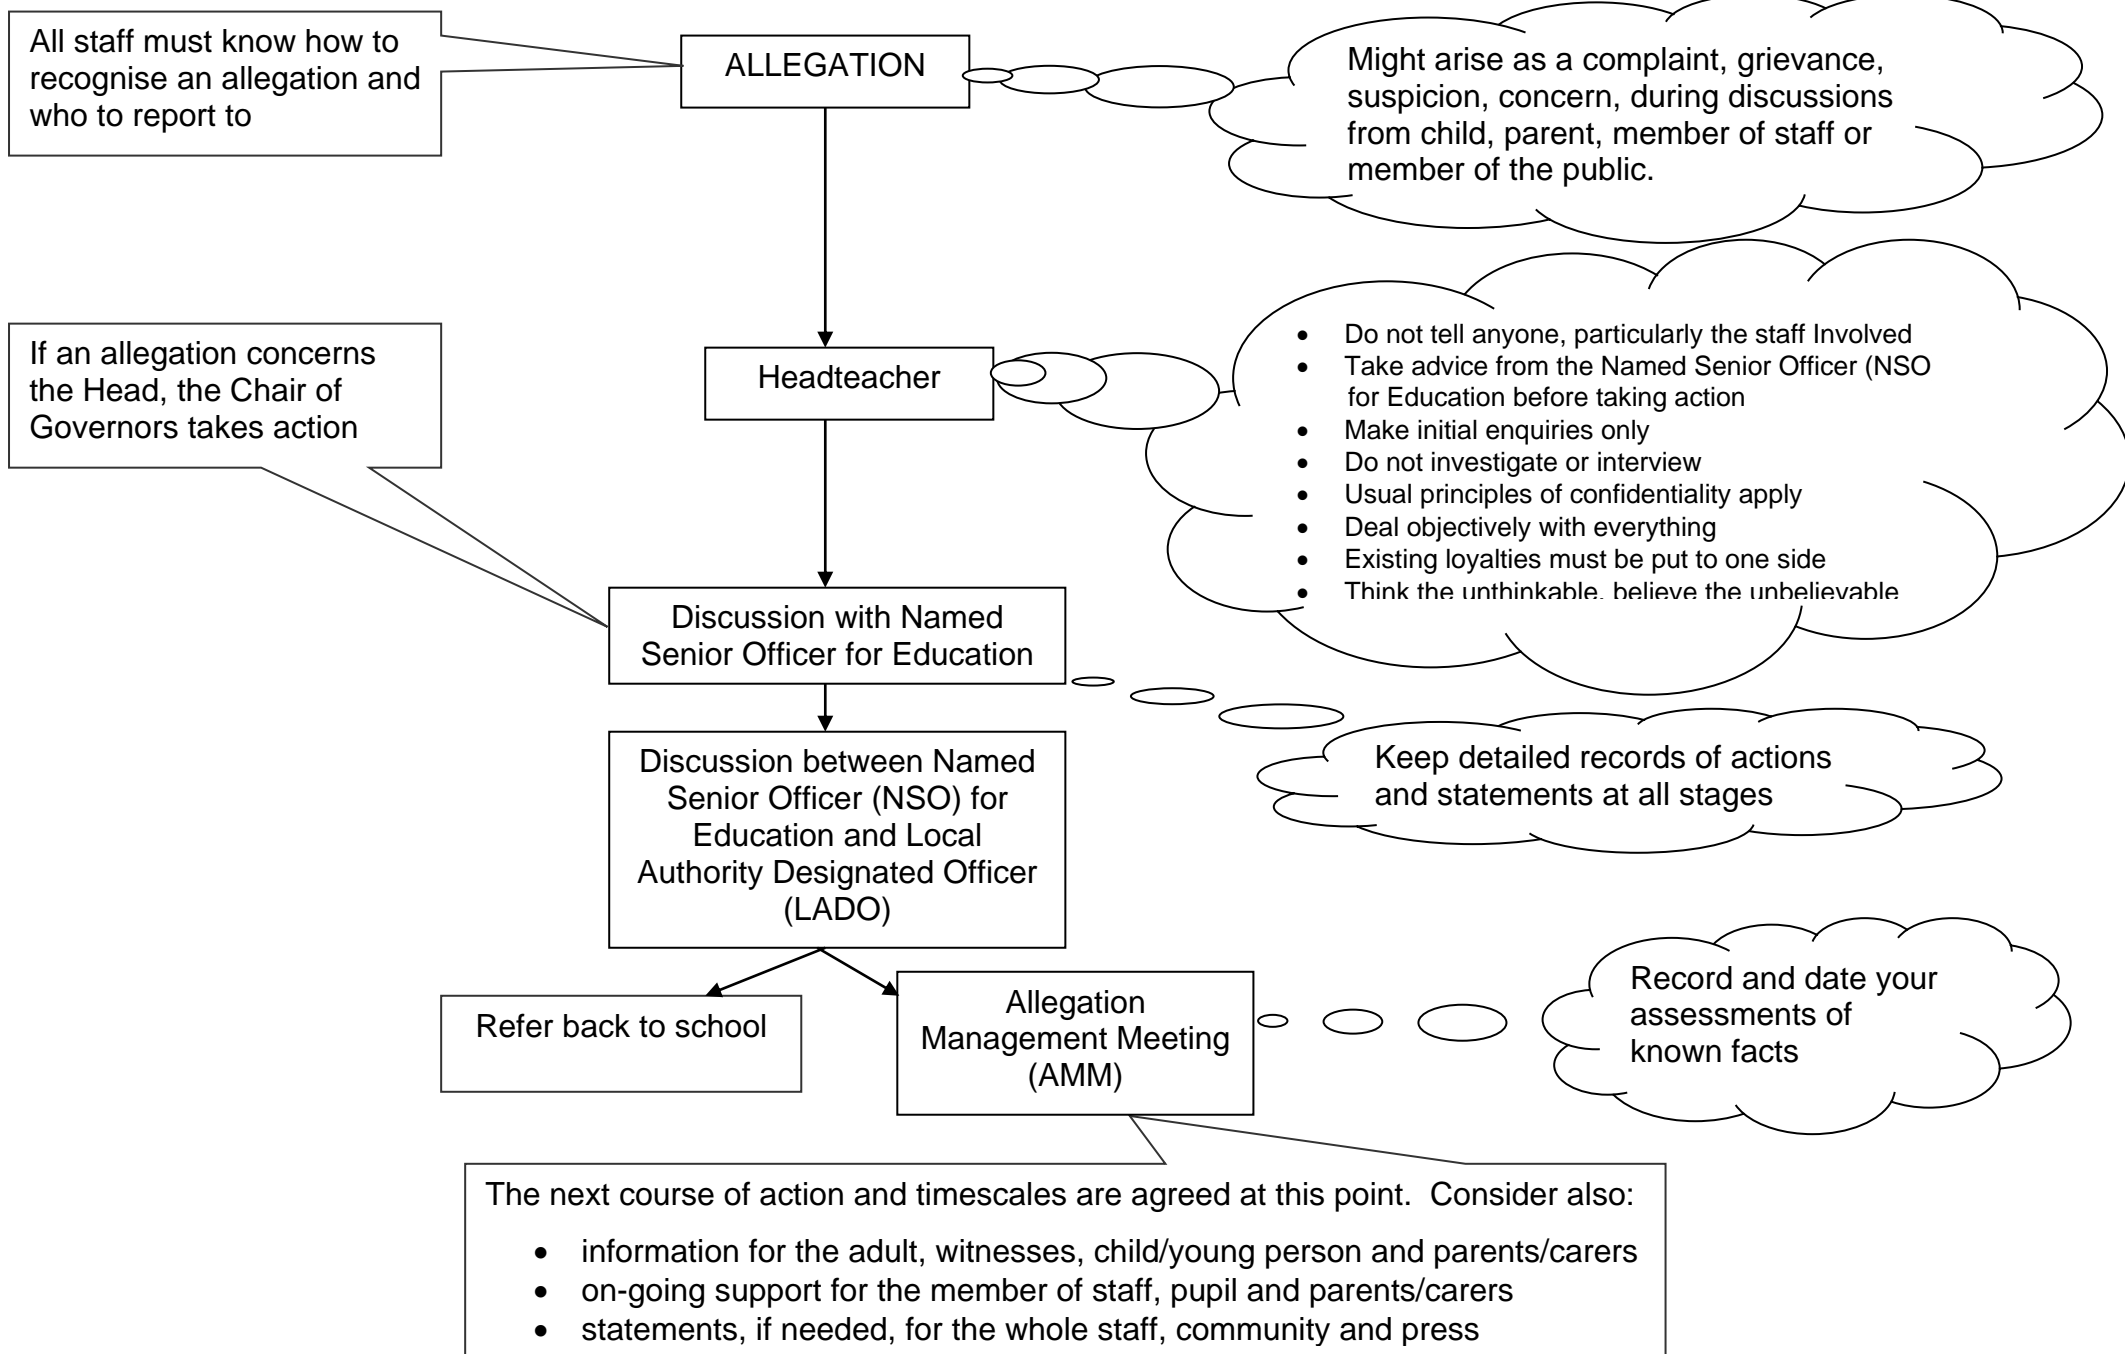 All staff must know how to
recognise an allegation and
who to report to
ALLEGATION
Might arise as a complaint, grievance,
suspicion, concern, during discussions
from child, parent, member of staff or
member of the public.
If an allegation concerns
the Head, the Chair of
Governors takes action
Headteacher
• Do not tell anyone, particularly the staff Involved
• Take advice from the Named Senior Officer (NSO
for Education before taking action
• Make initial enquiries only
• Do not investigate or interview
• Usual principles of confidentiality apply
• Deal objectively with everything
• Existing loyalties must be put to one side
• Think the unthinkable, believe the unbelievable
Discussion with Named
Senior Officer for Education
Discussion between Named
Senior Officer (NSO) for
Education and Local
Authority Designated Officer
(LADO)
Keep detailed records of actions
and statements at all stages
Refer back to school
Allegation
Management Meeting
(AMM)
Record and date your
assessments of
known facts
The next course of action and timescales are agreed at this point.  Consider also:
• information for the adult, witnesses, child/young person and parents/carers
• on-going support for the member of staff, pupil and parents/carers
• statements, if needed, for the whole staff, community and press